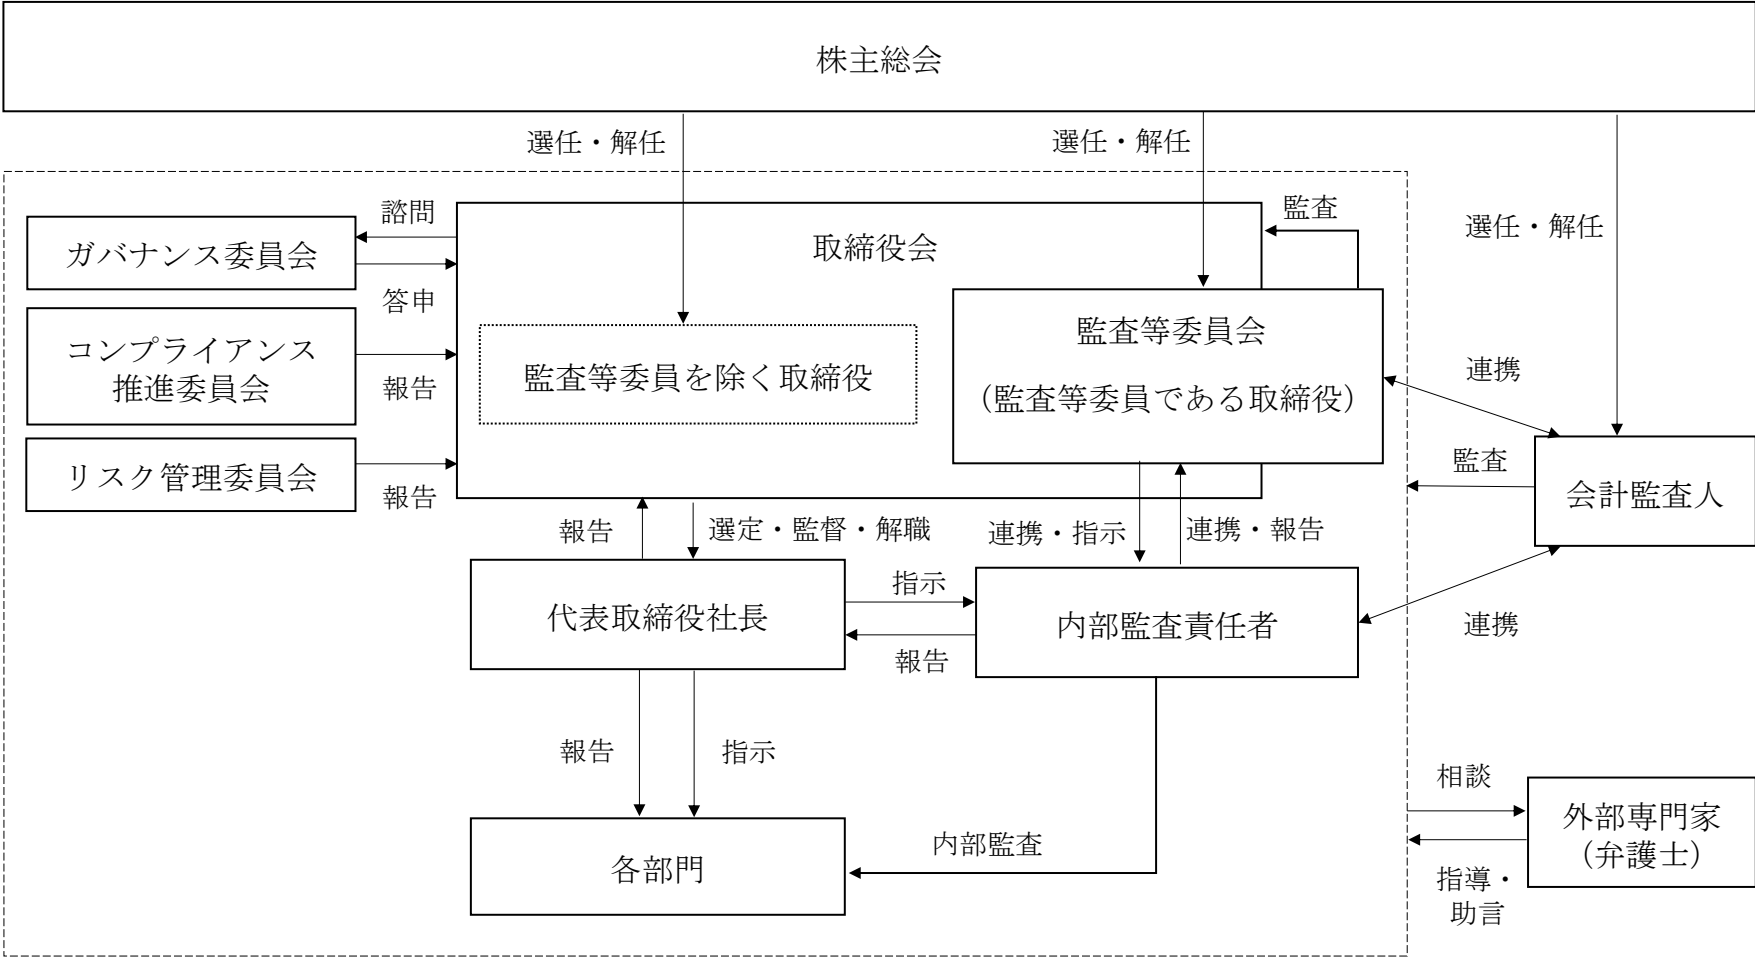 株主総会
選任・解任
選任・解任
選任・解任
諮問
ガバナンス委員会
答申
コンプライアンス
推進委員会
報告
リスク管理委員会
報告
取締役会
監査等委員を除く取締役
監査
監査等委員会
（監査等委員である取締役）
連携
監査
会計監査人
連携
報告
選定・監督・解職
連携・指示
連携・報告
代表取締役社長
指示
報告
内部監査責任者
報告
指示
内部監査
各部門
相談
外部専門家
（弁護士）
指導・
助言